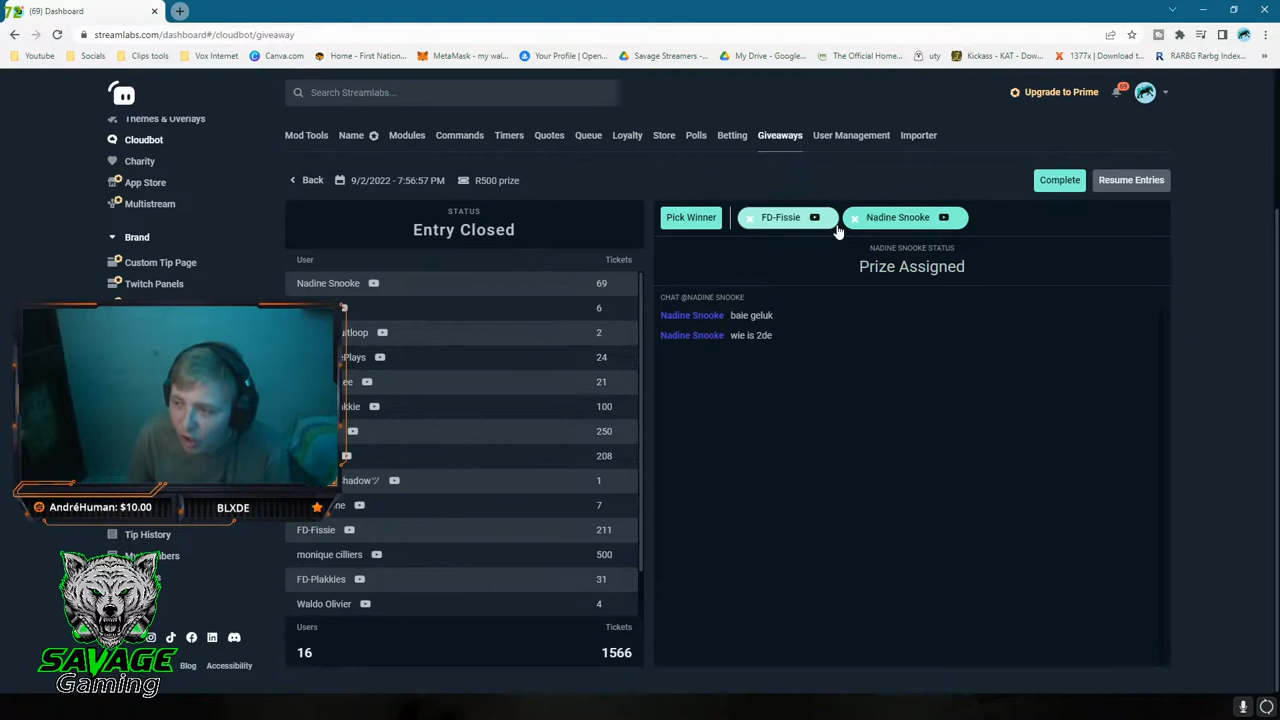 (69) Dashboard
streamlabs.com/dashboard#/cloudbot/giveaway
YouTube Socials Clips tools Vox Internet Canva.com Home - First Nation... MetaMask - my wal... Your Profile | Open... Savage Streamers -... My Drive - Google... The Official Home... uty Kickass - KAT - Dow... 1377x | Download t... RARBG Rarbg Index...
Search Streamlabs...
Upgrade to Prime
69
Themes & Overlays
Cloudbot
Charity
App Store
Multistream
Brand
Custom Tip Page
Twitch Panels
Mod Tools Name Modules Commands Timers Quotes Queue Loyalty Store Polls Betting Giveaways User Management Importer
Back 9/2/2022 - 7:56:57 PM R500 prize
Complete Resume Entries
STATUS
Entry Closed
User Tickets
Nadine Snooke 69
6
2
ePlays 24
21
100
250
208
1
7
FD-Fissie 211
monique cilliers 500
FD-Plakkies 31
Waldo Olivier 4
Users Tickets
16 1566
Pick Winner FD-Fissie Nadine Snooke
NADINE SNOOKE STATUS
Prize Assigned
CHAT @NADINE SNOOKE
Nadine Snooke baie geluk
Nadine Snooke wie is 2de
AndréHuman: $10.00 BLXDE
Tip History
Blog Accessibility
SAVAGE
Gaming